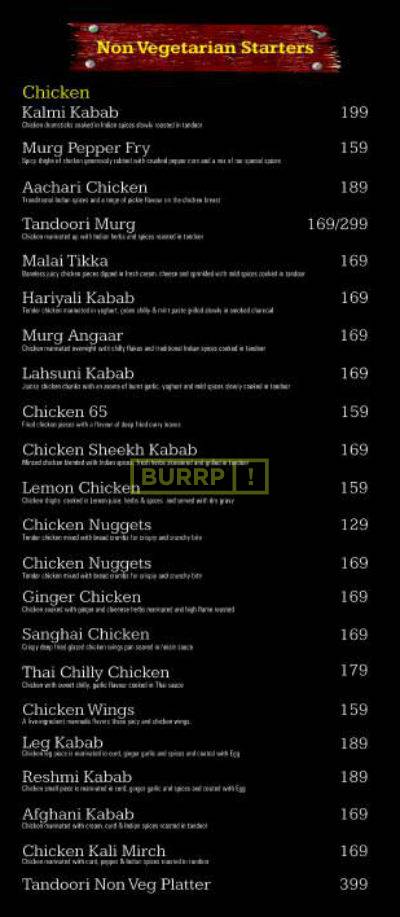 Non Vegetarian Starters
Chicken
Kalmi Kabab 199
Chicken drumsticks soaked in Indian spices slowly roasted in tandoor
Murg Pepper Fry 159
Spicy thighs of chicken generously rubbed with crushed pepper corn and a mix of our special spices
Aachari Chicken 189
Tranditional Indian spices and a tinge of pickle flavour on the chicken breast
Tandoori Murg 169/299
Chicken marinated up with Indian herbs and spices roasted in tandoor
Malai Tikka 169
Boneless juicy chicken pieces dipped in fresh cream, cheese and sprinkled with mild spices cooked in tandoor
Hariyali Kabab 169
Tender chicken marinated in yoghurt, green chilly & mint paste grilled slowly in smoked charcoal
Murg Angaar 169
Chicken marinated overnight with chilly flakes and traditional Indian spices cooked in tandoor
Lahsuni Kabab 169
Juicy chicken chunks with an aroma of burnt garlic, yoghurt and mild spices slowly cooked in tandoor
Chicken 65 159
Fried chicken pieces with a flavour of deep fried curry leaves
Chicken Sheekh Kabab 169
Minced chicken blended with Indian spices, fresh herbs skewered and grilled in tandoor
BURRP !
Lemon Chicken 159
Chicken thighs cooked in Lemon juice, herbs & spices and served with dry gravy
Chicken Nuggets 129
Tender chicken mixed with bread crumbs for crispy and crunchy bite
Chicken Nuggets 169
Tender chicken mixed with bread crumbs for crispy and crunchy bite
Ginger Chicken 169
Chicken soaked with ginger and chienese herbs marinated and high flame roasted
Sanghai Chicken 169
Crispy deep fried glazed chicken wings pan seared in hoisin sauce
Thai Chilly Chicken 179
Chicken with sweet chilly, garlic flavour cooked in Thai sauce
Chicken Wings 159
A five ingredient marinade flavors these juicy and chicken wings.
Leg Kabab 189
Chicken leg piece is marinated in curd, ginger garlic and spices and coated with Egg
Reshmi Kabab 189
Chicken small piece is marinated in curd, ginger garlic and spices and coated with Egg
Afghani Kabab 169
Chicken marinated with cream, curd & Indian spices roasted in tandoor
Chicken Kali Mirch 169
Chicken marinated with curd, pepper & Indian spices roasted in tandoor
Tandoori Non Veg Platter 399